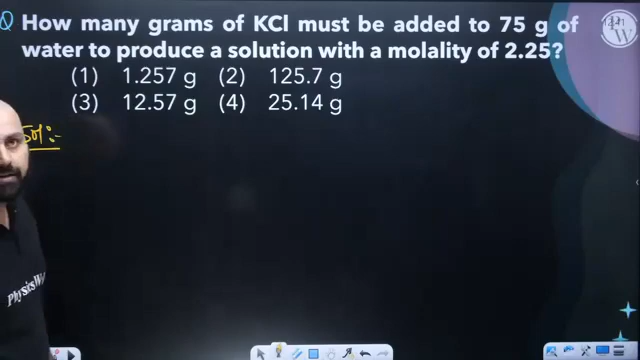 Q How many grams of KCl must be added to 75 g of
water to produce a solution with a molality of 2.25?
(1) 1.257 g (2) 125.7 g
(3) 12.57 g (4) 25.14 g
Sol:-